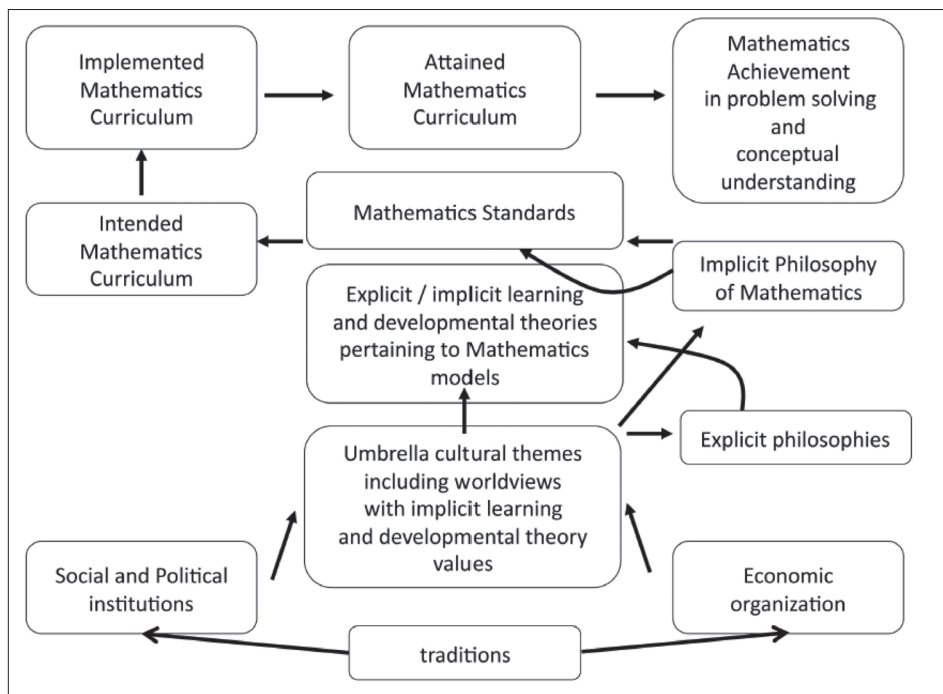 Implemented
Mathematics
Curriculum
Attained
Mathematics
Curriculum
Mathematics
Achievement
in problem solving
and
conceptual
understanding
Intended
Mathematics
Curriculum
Mathematics Standards
Implicit Philosophy
of Mathematics
Explicit / implicit learning
and developmental theories
pertaining to Mathematics
models
Explicit philosophies
Umbrella cultural themes
including worldviews
with implicit learning
and developmental theory
values
Social and Political
institutions
Economic
organization
traditions